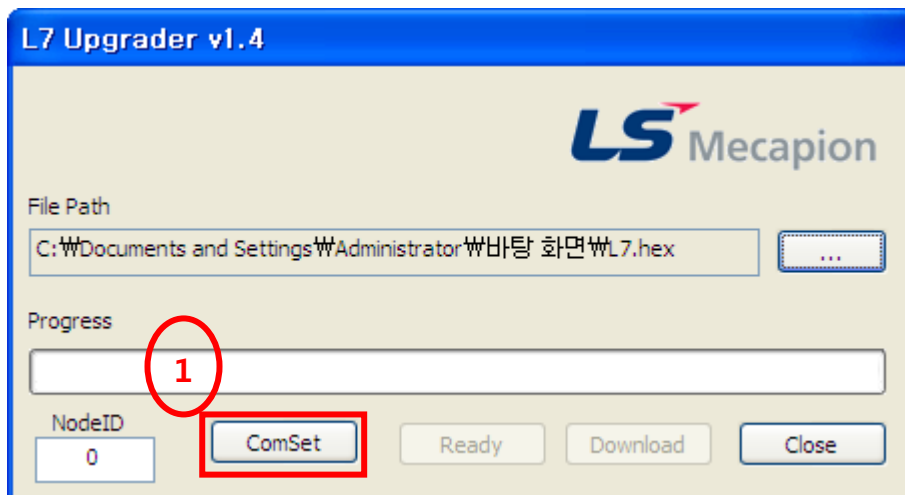 L7 Upgrader v1.4
LS Mecapion
File Path
C:₩Documents and Settings₩Administrator₩바탕 화면₩L7.hex
...
Progress
1
NodeID
0
ComSet
Ready
Download
Close